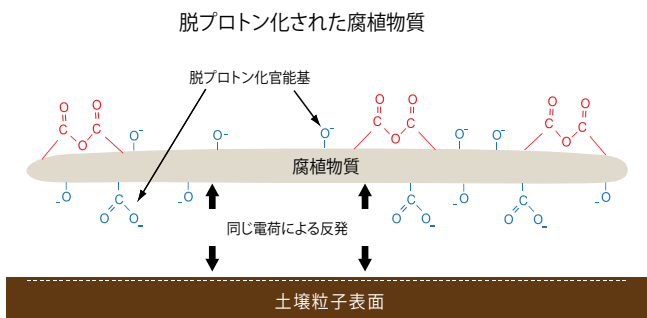 脱プロトン化された腐植物質
脱プロトン化官能基
O O O O O O
C C O⁻ O⁻ O⁻ C C O⁻ O⁻ C C
O O O
腐植物質
⁻O C ⁻O C ⁻O C ⁻O
O O⁻ O O⁻ O O⁻
同じ電荷による反発
土壌粒子表面